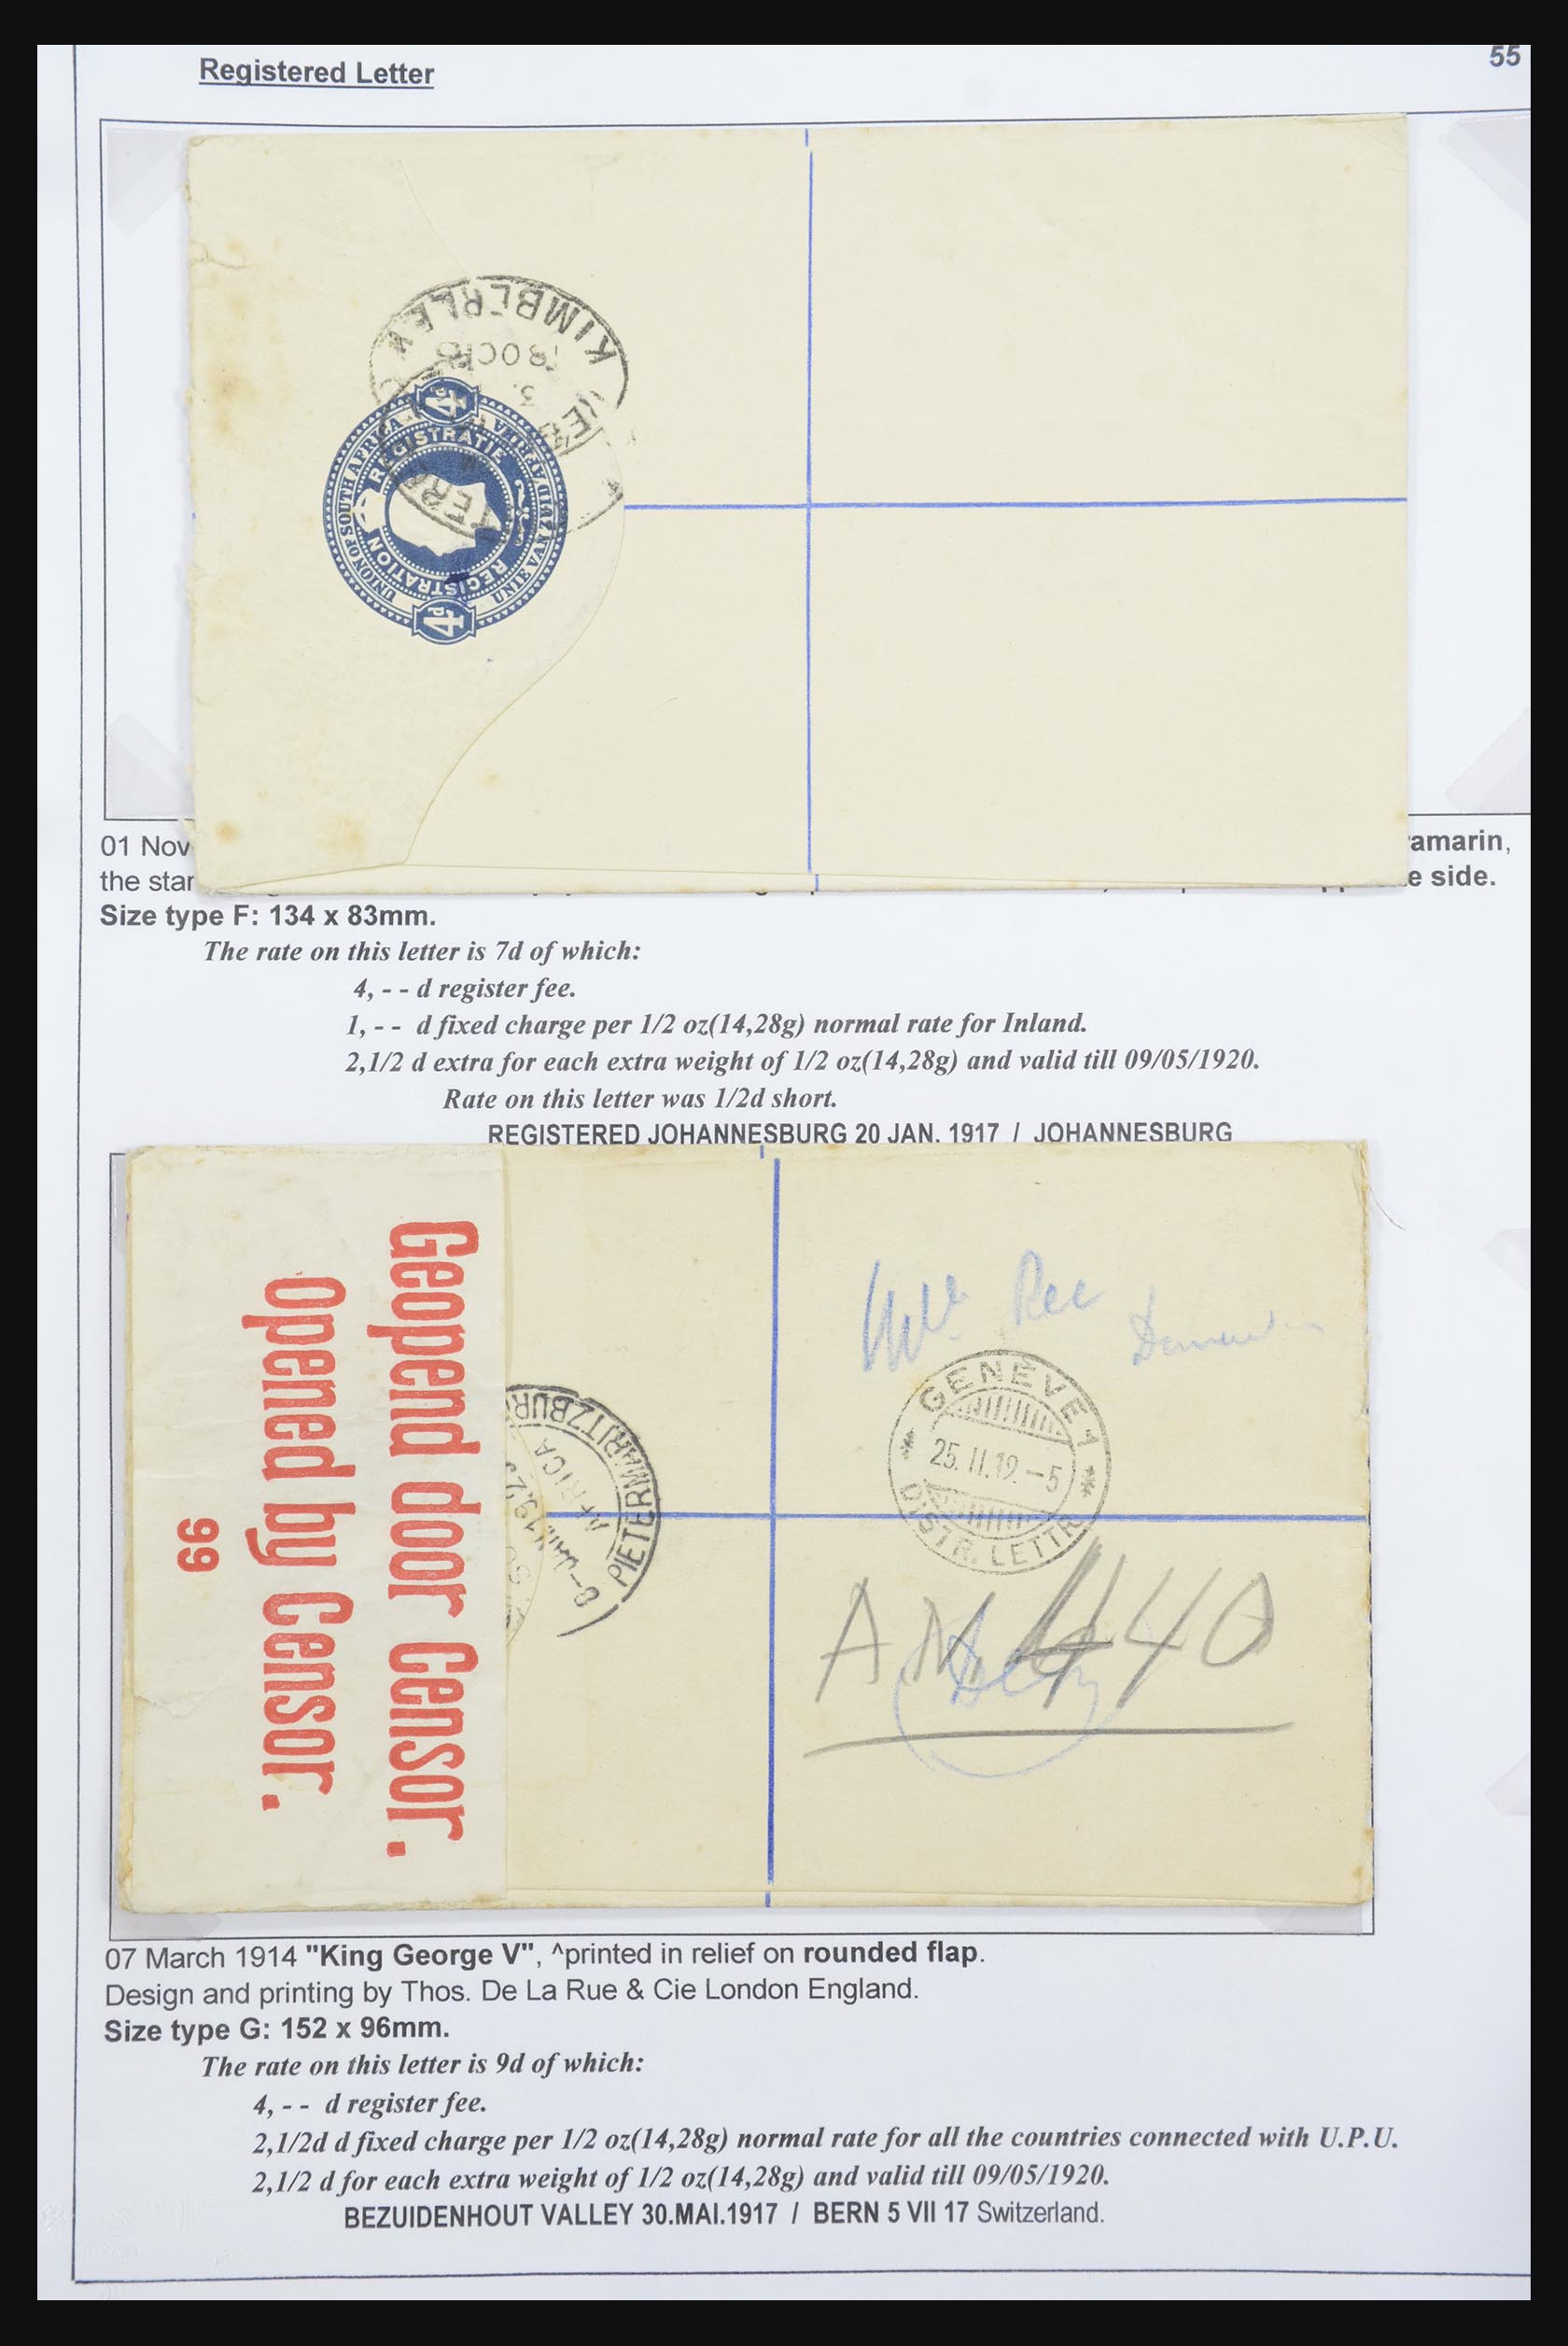 Registered Letter
55
KIMBERLEY
UNION OF SOUTH AFRICA
UNIE VAN ZUID AFRIKA
REGISTRATIE
REGISTRATION
4
4D
01 Nov
amarin,
the
e side.
Size type F: 134 x 83mm.
The rate on this letter is 7d of which:
4, - - d register fee.
1, - - d fixed charge per 1/2 oz(14,28g) normal rate for Inland.
2,1/2 d extra for each extra weight of 1/2 oz(14,28g) and valid till 09/05/1920.
Rate on this letter was 1/2d short.
REGISTERED JOHANNESBURG 20 JAN. 1917 / JOHANNESBURG
Geopend door Censor.
Opened by Censor.
99
PIETERMARITZBUR
AFRICA
GENÈVE 1
25. II. 19. - 5
DISTR. LETTR
440
07 March 1914 "King George V", ^printed in relief on rounded flap.
Design and printing by Thos. De La Rue & Cie London England.
Size type G: 152 x 96mm.
The rate on this letter is 9d of which:
4, - - d register fee.
2,1/2d d fixed charge per 1/2 oz(14,28g) normal rate for all the countries connected with U.P.U.
2,1/2 d for each extra weight of 1/2 oz(14,28g) and valid till 09/05/1920.
BEZUIDENHOUT VALLEY 30.MAI.1917 / BERN 5 VII 17 Switzerland.